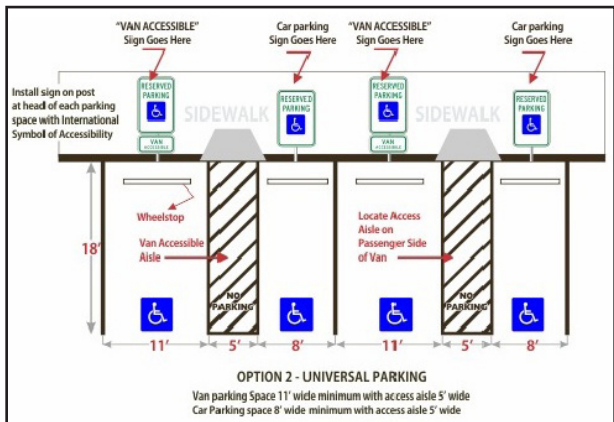 "VAN ACCESSIBLE"
Sign Goes Here
Car parking
Sign Goes Here
"VAN ACCESSIBLE"
Sign Goes Here
Car parking
Sign Goes Here
Install sign on post
at head of each parking
space with International
Symbol of Accessibility
RESERVED
PARKING
VAN
ACCESSIBLE
SIDEWALK
RESERVED
PARKING
RESERVED
PARKING
VAN
ACCESSIBLE
SIDEWALK
RESERVED
PARKING
Wheelstop
Van Accessible
Aisle
Locate Access
Aisle on
Passenger Side
of Van
18'
NO
PARKING
NO
PARKING
11'
5'
8'
11'
5'
8'
OPTION 2 - UNIVERSAL PARKING
Van parking Space 11' wide minimum with access aisle 5' wide
Car Parking space 8' wide minimum with access aisle 5' wide